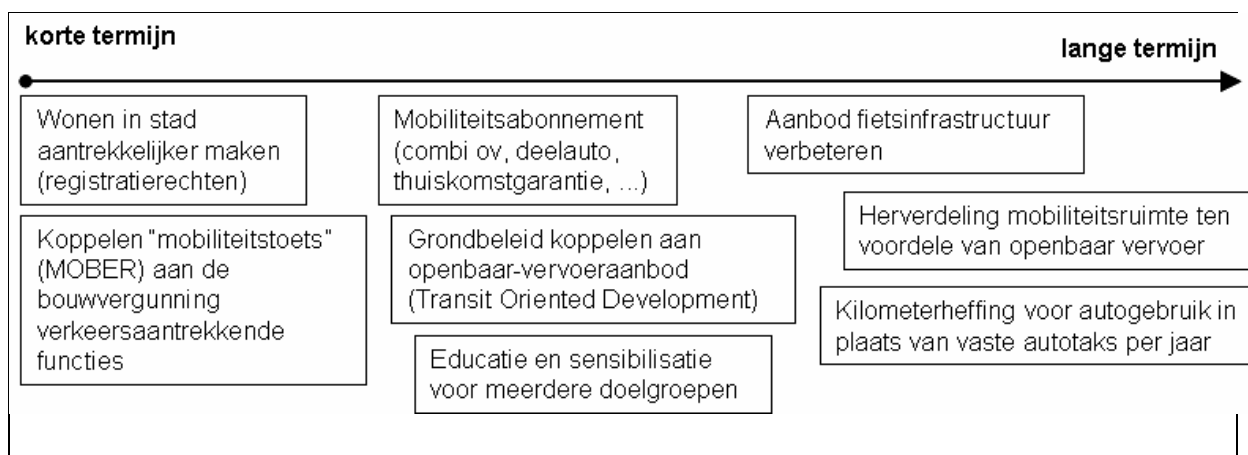 korte termijn
lange termijn
Wonen in stad
aantrekkelijker maken
(registratierechten)
Koppelen "mobiliteitstoets"
(MOBER) aan de
bouwvergunning
verkeersaantrekkende
functies
Mobiliteitsabonnement
(combi ov, deelauto,
thuiskomstgarantie, ...)
Grondbeleid koppelen aan
openbaar-vervoeraanbod
(Transit Oriented Development)
Educatie en sensibilisatie
voor meerdere doelgroepen
Aanbod fietsinfrastructuur
verbeteren
Herverdeling mobiliteitsruimte ten
voordele van openbaar vervoer
Kilometerheffing voor autogebruik in
plaats van vaste autotaks per jaar